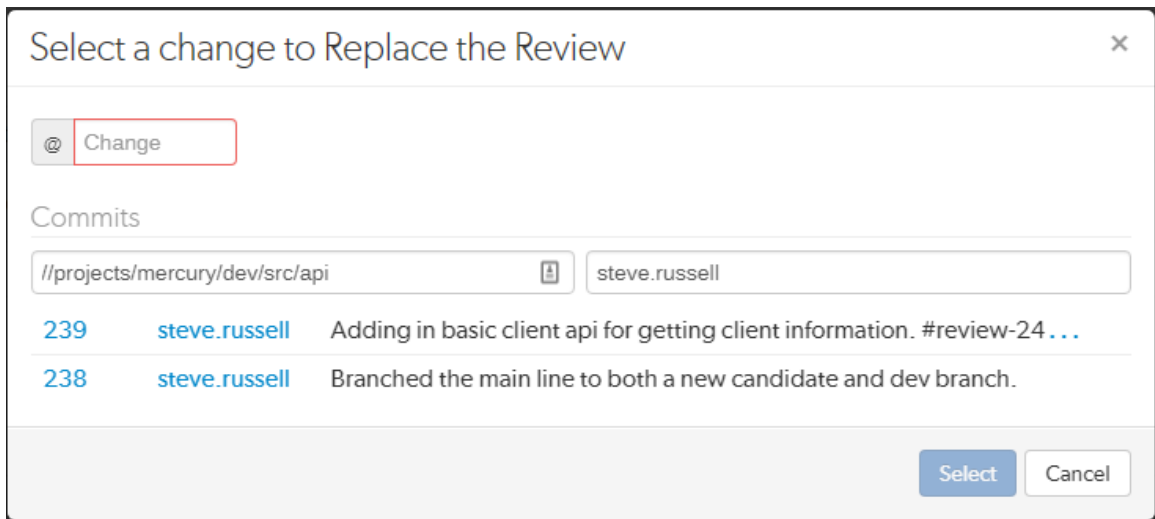 Select a change to Replace the Review ×
@ Change
Commits
//projects/mercury/dev/src/api steve.russell
239 steve.russell Adding in basic client api for getting client information. #review-24...
238 steve.russell Branched the main line to both a new candidate and dev branch.
Select Cancel